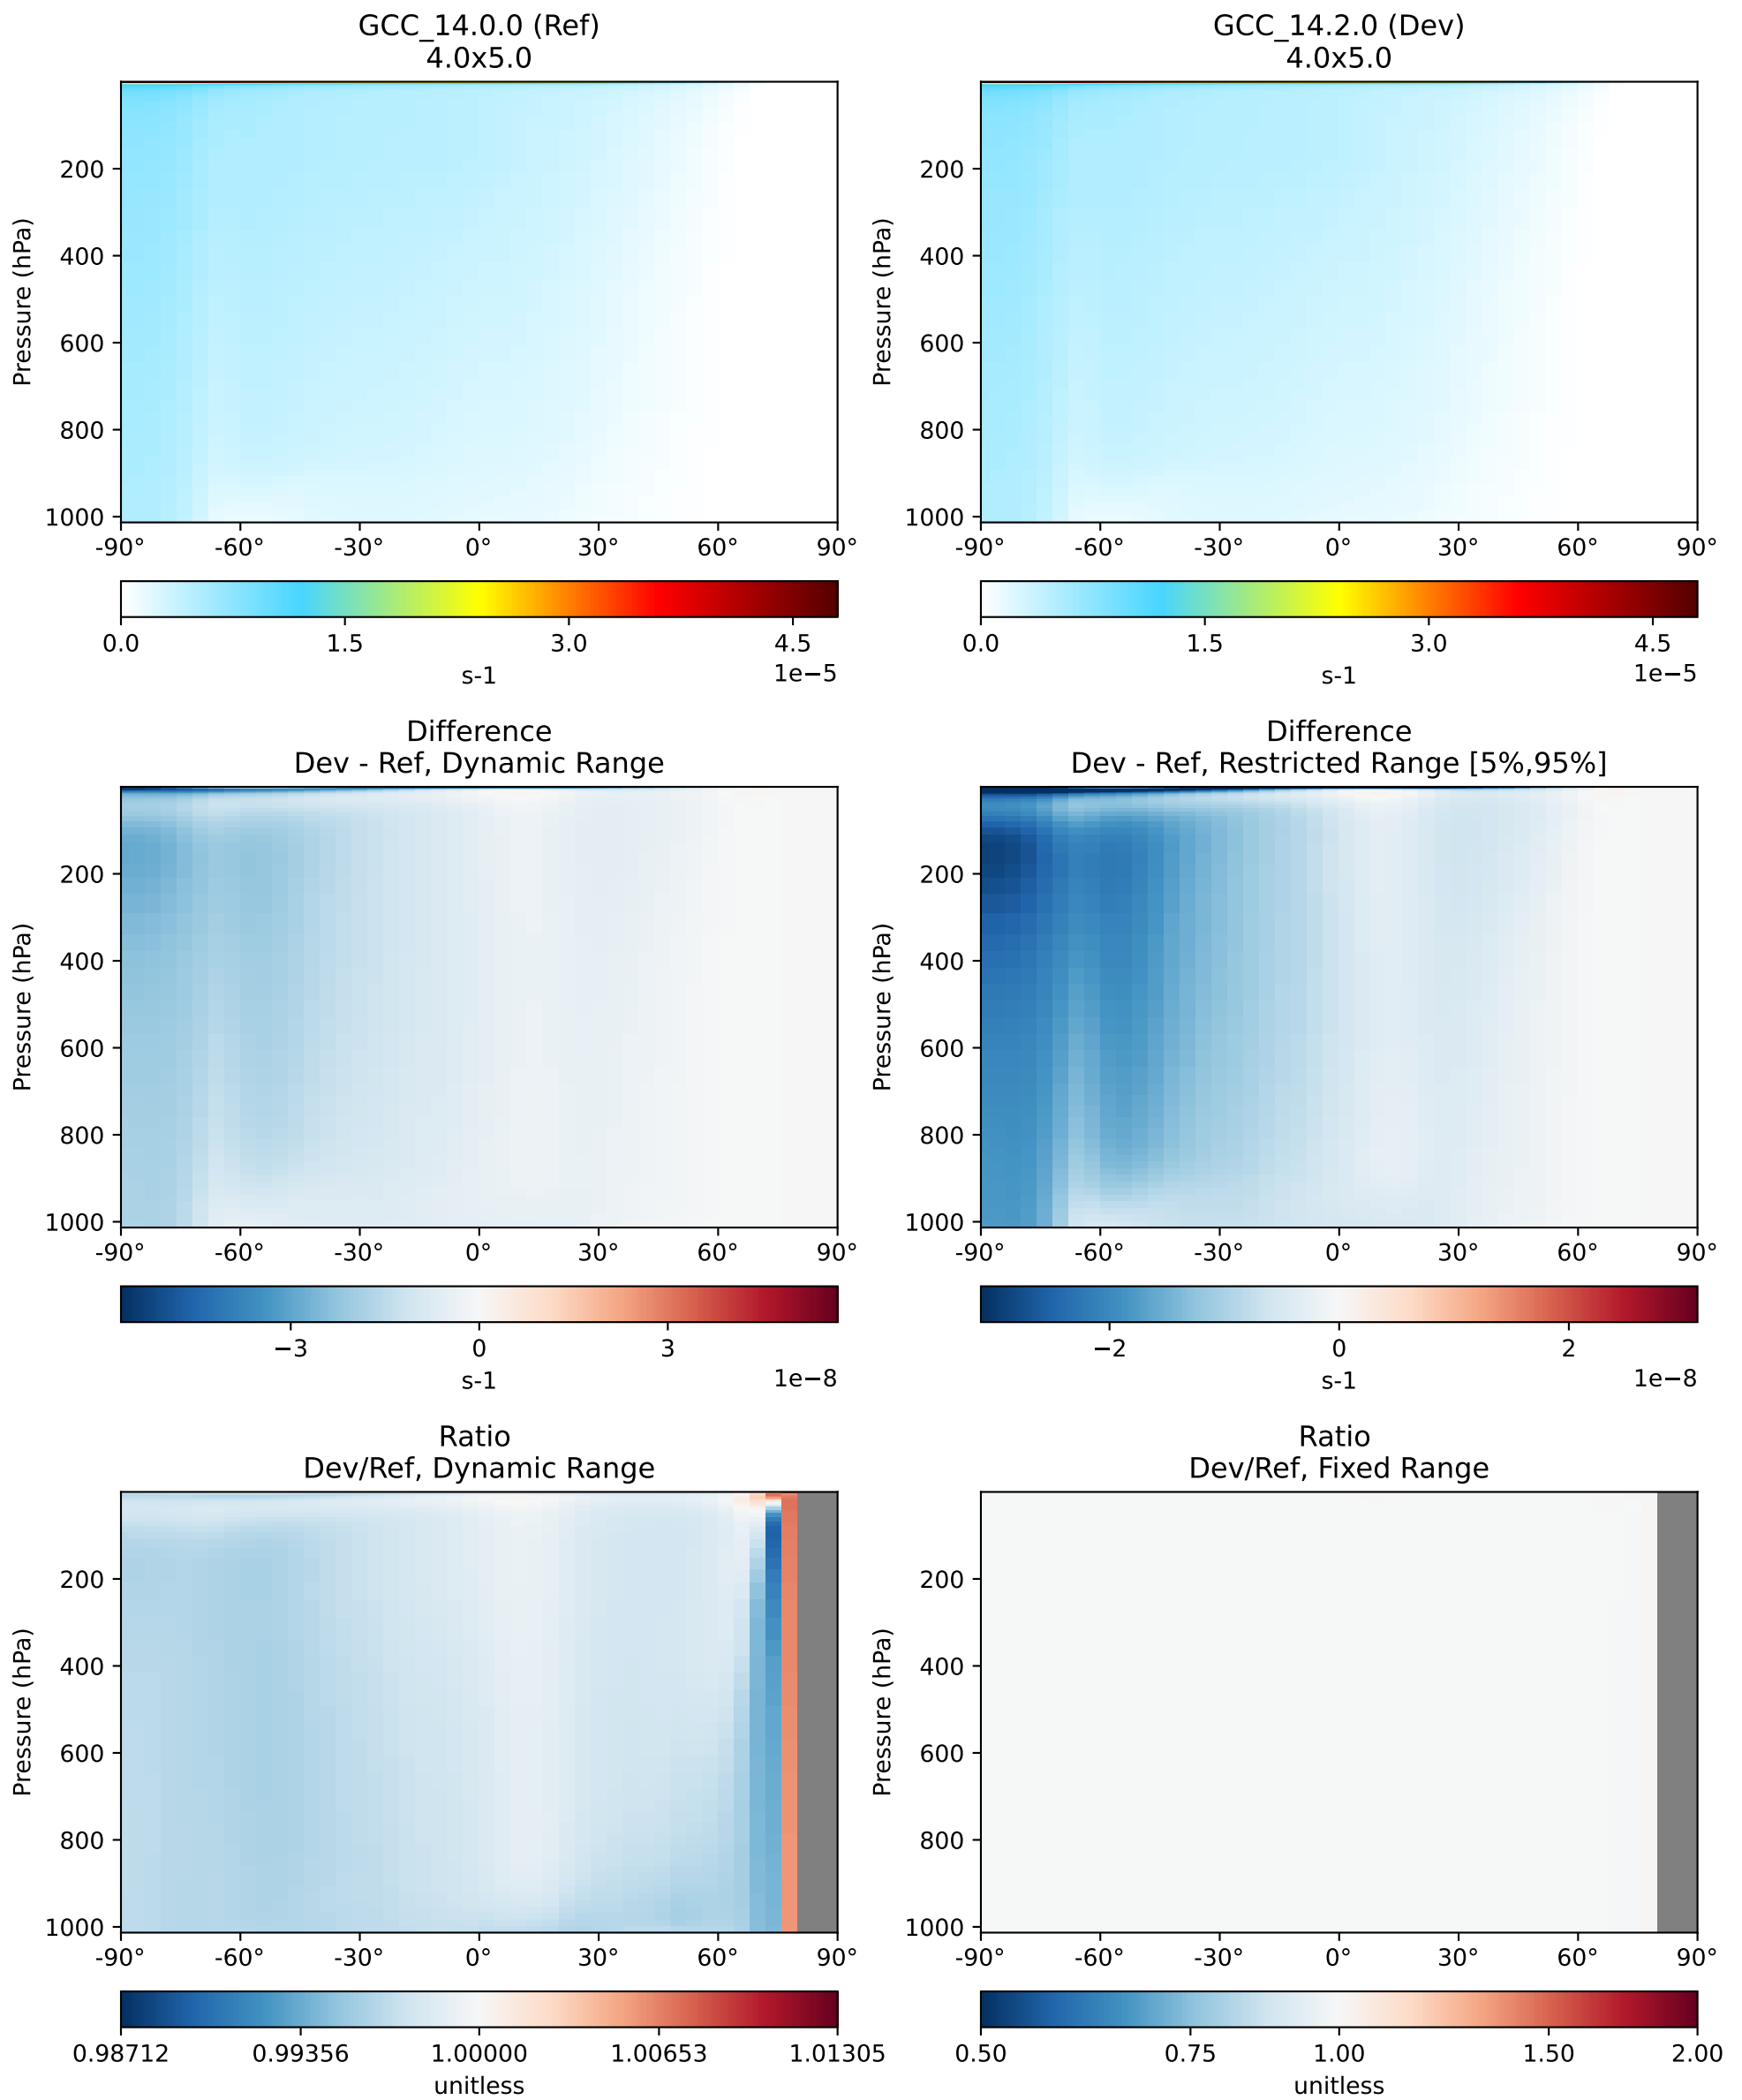 GCC_14.0.0 (Ref)
4.0x5.0
Pressure (hPa)
200
400
600
800
1000
-90° -60° -30° 0° 30° 60° 90°
0.0 1.5 3.0 4.5
1e−5
s-1
GCC_14.2.0 (Dev)
4.0x5.0
Pressure (hPa)
200
400
600
800
1000
-90° -60° -30° 0° 30° 60° 90°
0.0 1.5 3.0 4.5
1e−5
s-1
Difference
Dev - Ref, Dynamic Range
Pressure (hPa)
200
400
600
800
1000
-90° -60° -30° 0° 30° 60° 90°
−3 0 3
1e−8
s-1
Difference
Dev - Ref, Restricted Range [5%,95%]
Pressure (hPa)
200
400
600
800
1000
-90° -60° -30° 0° 30° 60° 90°
−2 0 2
1e−8
s-1
Ratio
Dev/Ref, Dynamic Range
Pressure (hPa)
200
400
600
800
1000
-90° -60° -30° 0° 30° 60° 90°
0.98712 0.99356 1.00000 1.00653 1.01305
unitless
Ratio
Dev/Ref, Fixed Range
Pressure (hPa)
200
400
600
800
1000
-90° -60° -30° 0° 30° 60° 90°
0.50 0.75 1.00 1.50 2.00
unitless